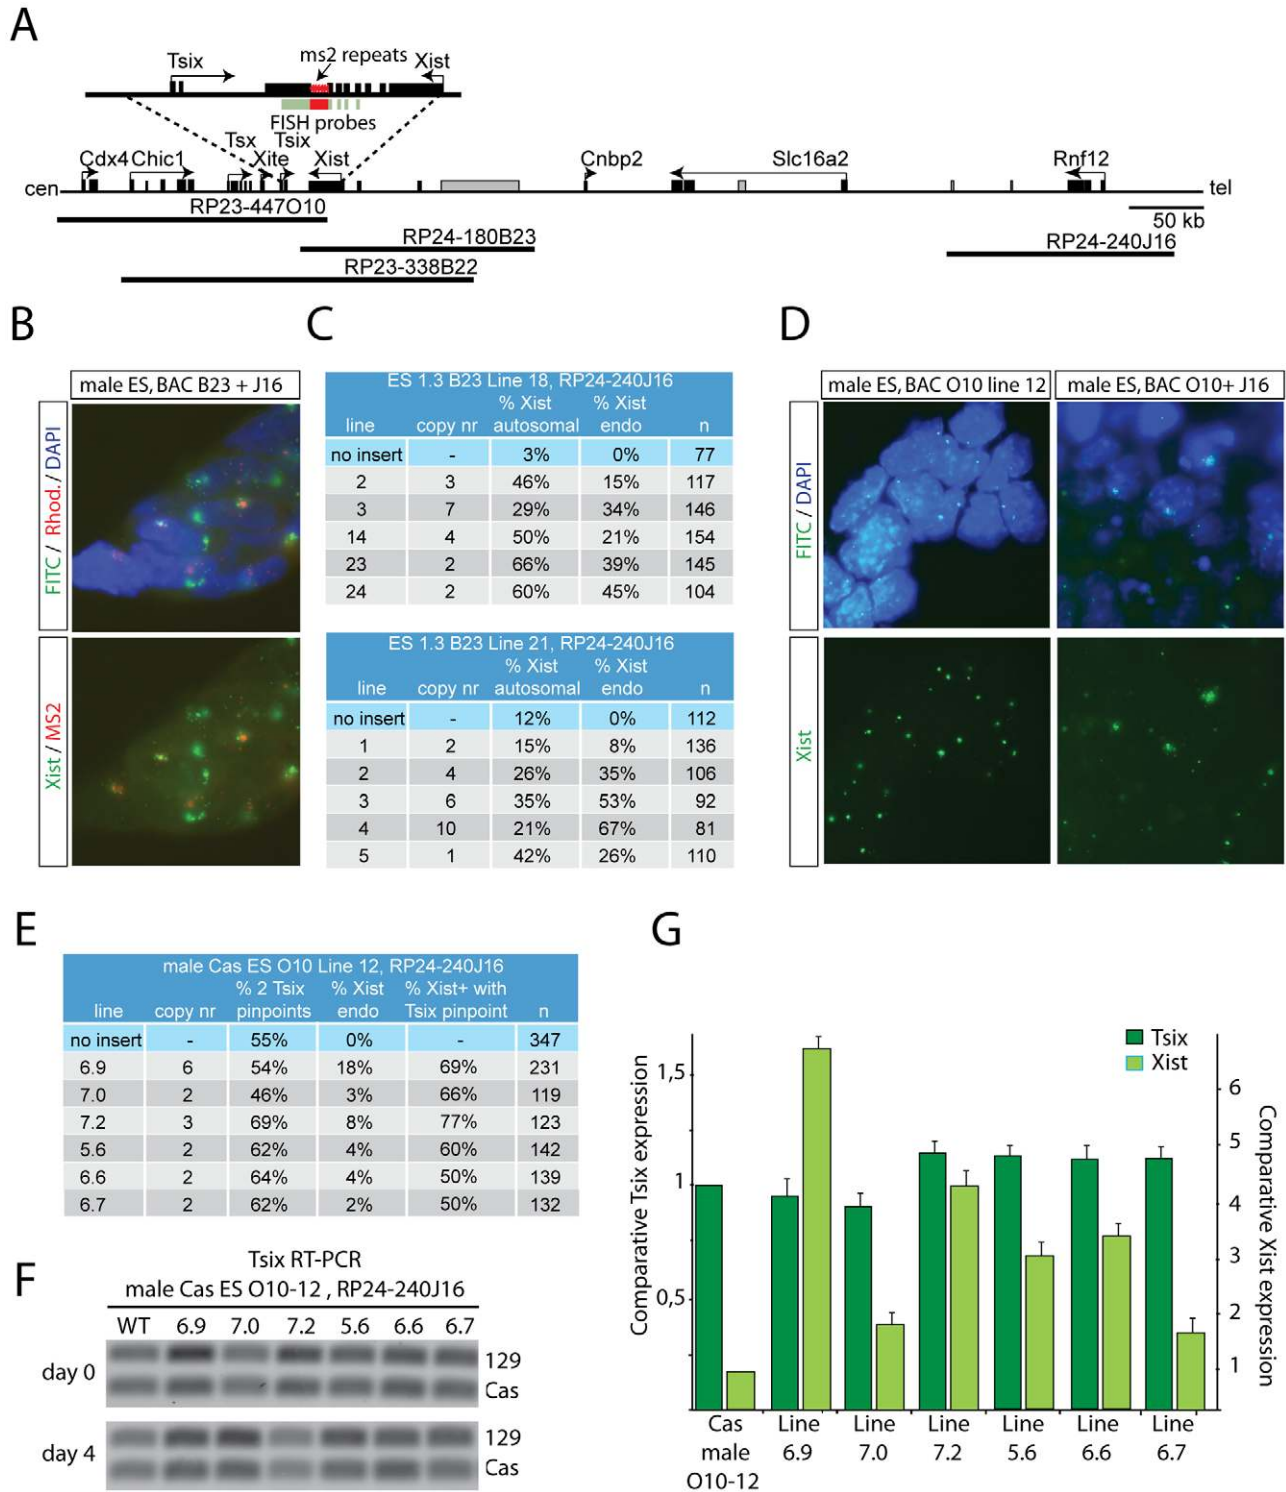 A
Tsix
ms2 repeats
Xist
FISH probes
Tsx
Tsix
Cdx4
Chic1
Xite
Xist
Cnbp2
Slc16a2
Rnf12
cen
tel
RP23-447O10
50 kb
RP24-180B23
RP24-240J16
RP23-338B22
B
male ES, BAC B23 + J16
FITC / Rhod. / DAPI
Xist / MS2
C
ES 1.3 B23 Line 18, RP24-240J16
line copy nr % Xist autosomal % Xist endo n
no insert - 3% 0% 77
2 3 46% 15% 117
3 7 29% 34% 146
14 4 50% 21% 154
23 2 66% 39% 145
24 2 60% 45% 104
ES 1.3 B23 Line 21, RP24-240J16
line copy nr % Xist autosomal % Xist endo n
no insert - 12% 0% 112
1 2 15% 8% 136
2 4 26% 35% 106
3 6 35% 53% 92
4 10 21% 67% 81
5 1 42% 26% 110
D
male ES, BAC O10 line 12
male ES, BAC O10+ J16
FITC / DAPI
Xist
E
male Cas ES O10 Line 12, RP24-240J16
line copy nr % 2 Tsix pinpoints % Xist endo % Xist+ with Tsix pinpoint n
no insert - 55% 0% - 347
6.9 6 54% 18% 69% 231
7.0 2 46% 3% 66% 119
7.2 3 69% 8% 77% 123
5.6 2 62% 4% 60% 142
6.6 2 64% 4% 50% 139
6.7 2 62% 2% 50% 132
F
Tsix RT-PCR
male Cas ES O10-12 , RP24-240J16
WT 6.9 7.0 7.2 5.6 6.6 6.7
day 0
129
Cas
day 4
129
Cas
G
Tsix
Xist
Comparative Tsix expression
1,5
1
0,5
Comparative Xist expression
6
5
4
3
2
1
Cas male O10-12
Line 6.9
Line 7.0
Line 7.2
Line 5.6
Line 6.6
Line 6.7